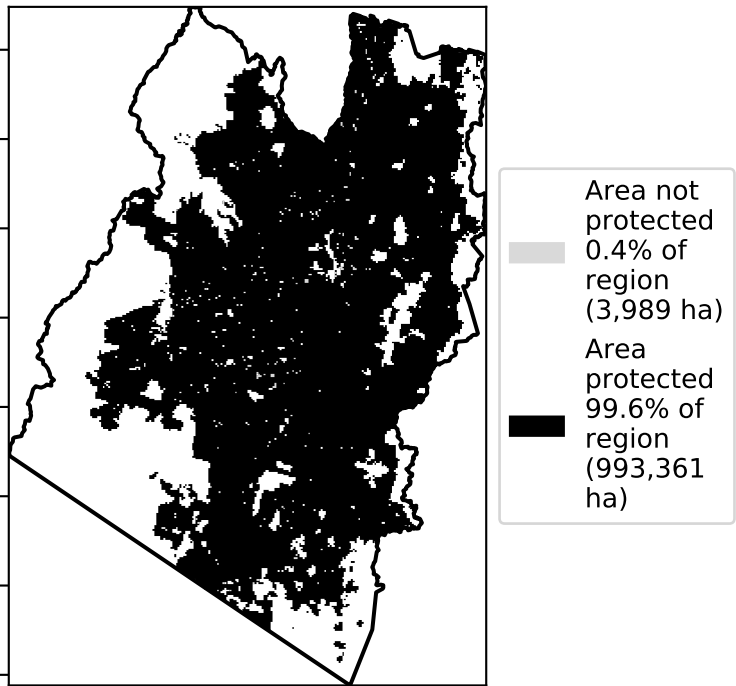 Area not
protected
0.4% of
region
(3,989 ha)
Area
protected
99.6% of
region
(993,361
ha)